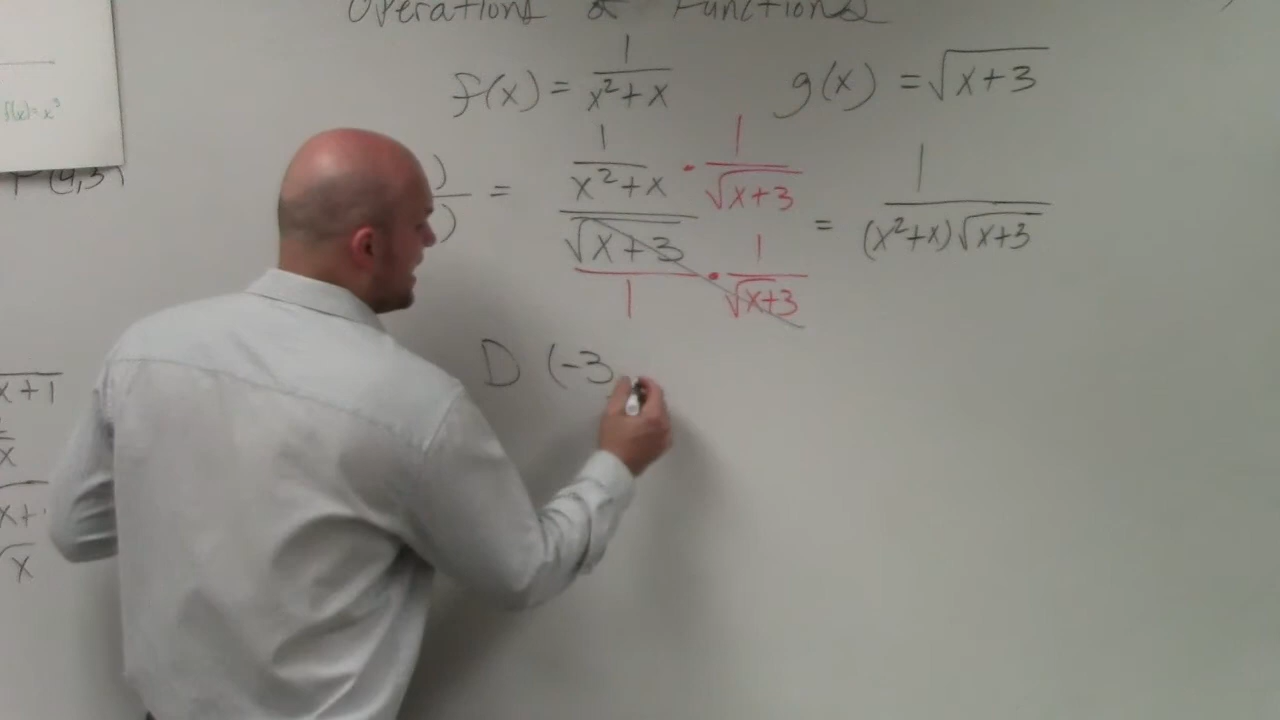 Operations of Functions
f(x) = 1/(x²+x) g(x) = √(x+3)
f(x)=x³
) / ) = (1/(x²+x) · 1/√(x+3)) / (√(x+3)/1 · 1/√(x+3)) = 1/((x²+x)√(x+3))
(4,3)
D (-3,
x+1
x
x+
√x